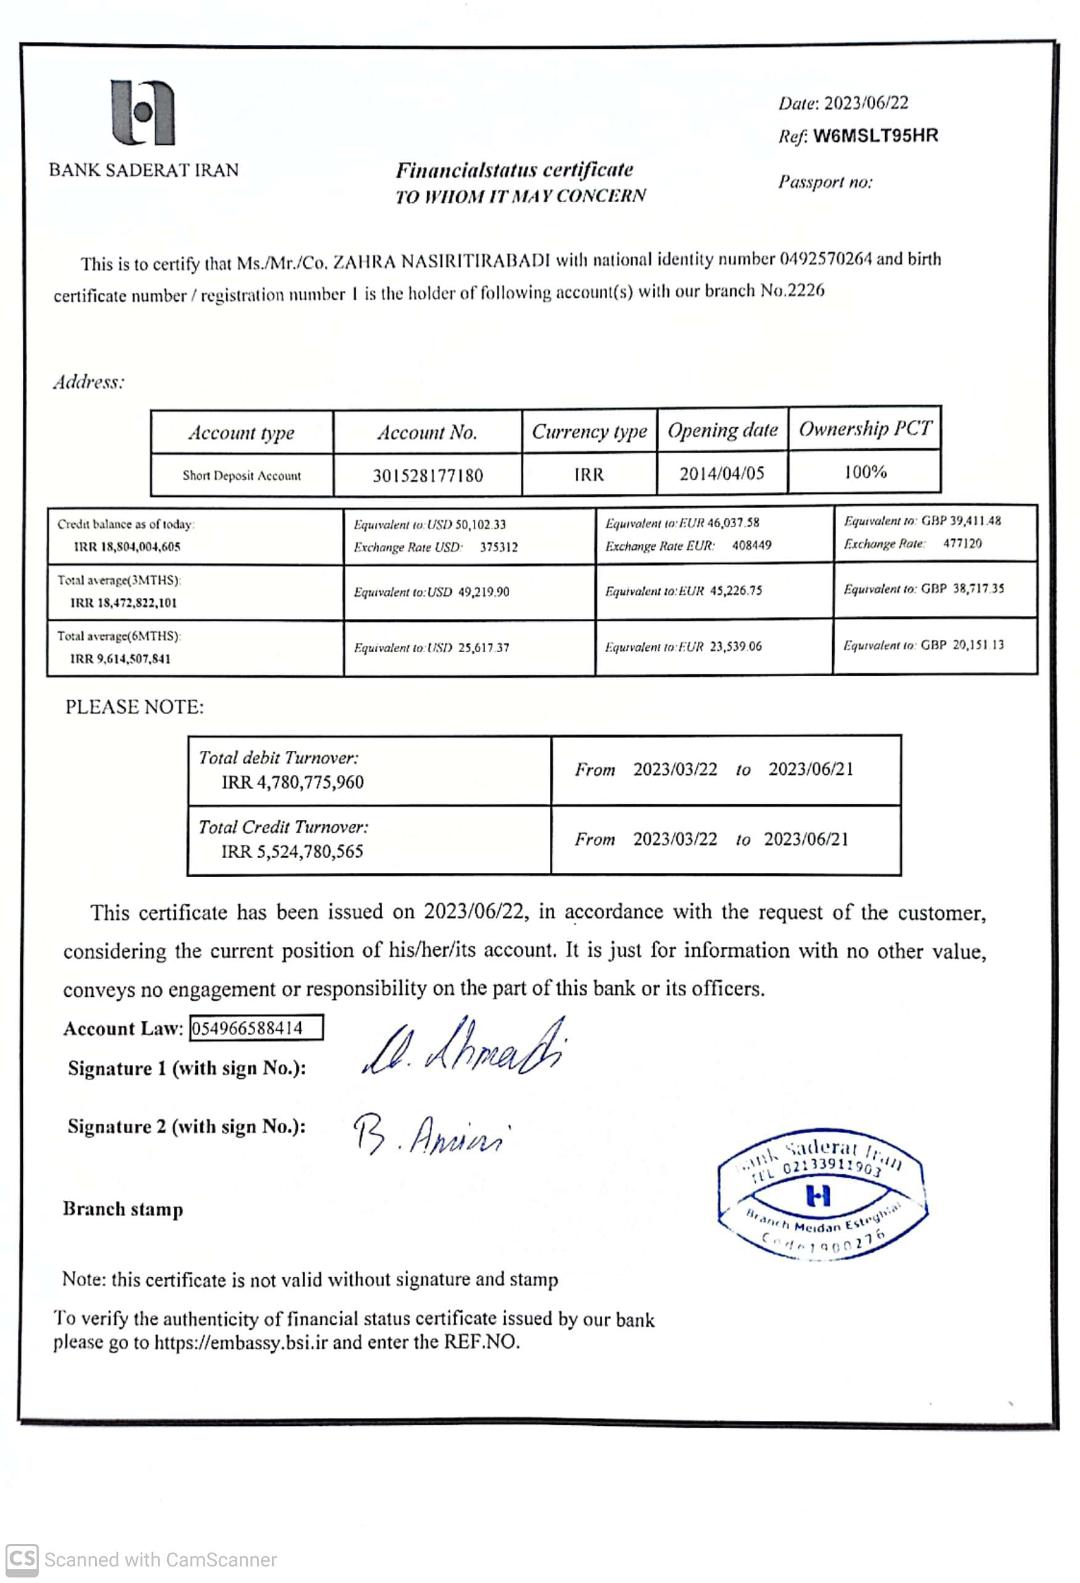 BANK SADERAT IRAN
Date: 2023/06/22
Ref: W6MSLT95HR
Passport no:
Financialstatus certificate
TO WHOM IT MAY CONCERN
This is to certify that Ms./Mr./Co. ZAHRA NASIRITIRABADI with national identity number 0492570264 and birth
certificate number / registration number 1 is the holder of following account(s) with our branch No.2226
Address:
Account type Account No. Currency type Opening date Ownership PCT
Short Deposit Account 301528177180 IRR 2014/04/05 100%
Credit balance as of today: Equivalent to: USD 50,102.33 Equivalent to: EUR 46,037.58 Equivalent to: GBP 39,411.48
IRR 18,804,004,605 Exchange Rate USD: 375312 Exchange Rate EUR: 408449 Exchange Rate: 477120
Total average(3MTHS):
IRR 18,472,822,101 Equivalent to: USD 49,219.90 Equivalent to: EUR 45,226.75 Equivalent to: GBP 38,717.35
Total average(6MTHS):
IRR 9,614,507,841 Equivalent to: USD 25,617.37 Equivalent to: EUR 23,539.06 Equivalent to: GBP 20,151.13
PLEASE NOTE:
Total debit Turnover:
IRR 4,780,775,960 From 2023/03/22 to 2023/06/21
Total Credit Turnover:
IRR 5,524,780,565 From 2023/03/22 to 2023/06/21
This certificate has been issued on 2023/06/22, in accordance with the request of the customer,
considering the current position of his/her/its account. It is just for information with no other value,
conveys no engagement or responsibility on the part of this bank or its officers.
Account Law: 054966588414
Signature 1 (with sign No.): Ahmadi
Signature 2 (with sign No.): B. Amiri
Bank Saderat Iran
TEL 02133911903
Branch Meidan Esteghlal
Code 1900276
Branch stamp
Note: this certificate is not valid without signature and stamp
To verify the authenticity of financial status certificate issued by our bank
please go to https://embassy.bsi.ir and enter the REF.NO.
CS Scanned with CamScanner